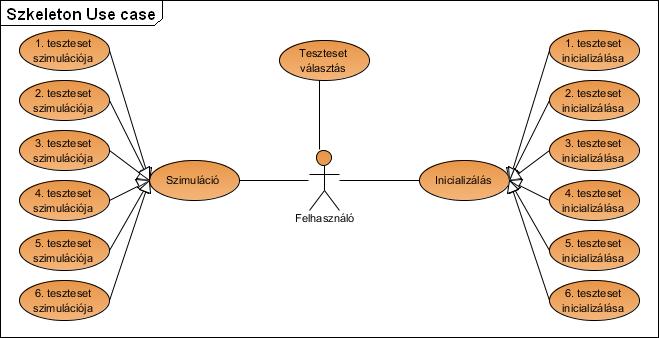 Szkeleton Use case
1. teszteset
szimulációja
2. teszteset
szimulációja
3. teszteset
szimulációja
4. teszteset
szimulációja
5. teszteset
szimulációja
6. teszteset
szimulációja
Szimuláció
Teszteset
választás
Felhasználó
Inicializálás
1. teszteset
inicializálása
2. teszteset
inicializálása
3. teszteset
inicializálása
4. teszteset
inicializálása
5. teszteset
inicializálása
6. teszteset
inicializálása